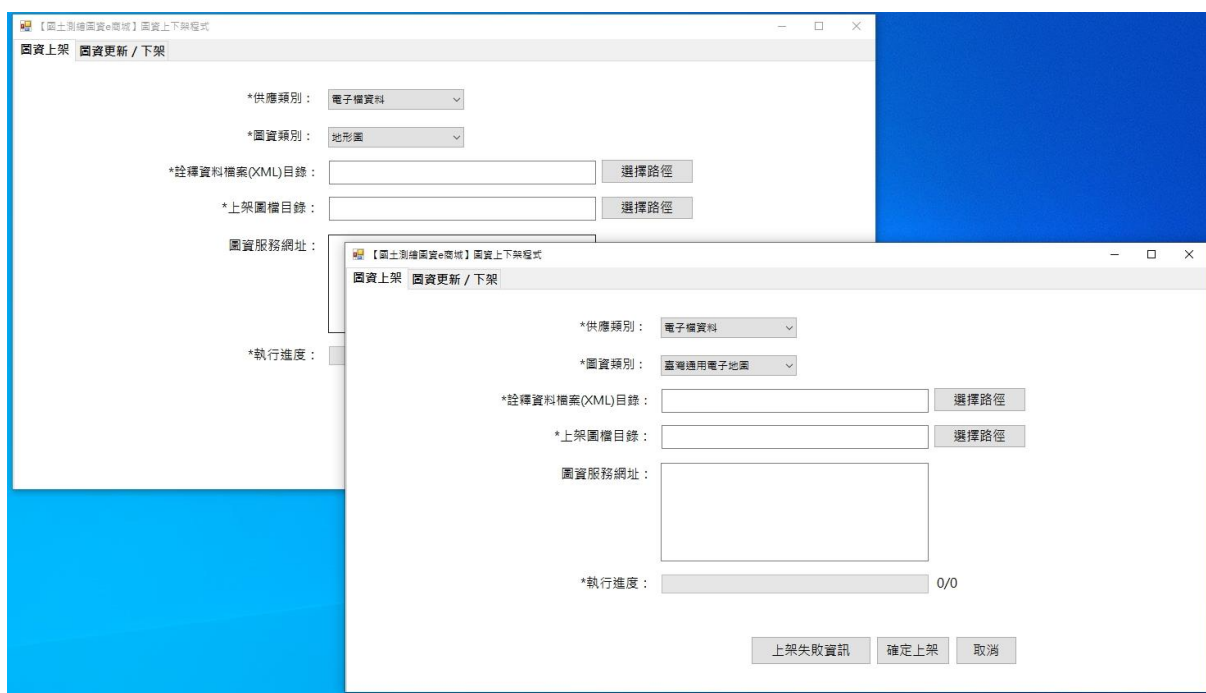 【國土測繪圖資e商城】圖資上下架程式
圖資上架 圖資更新 / 下架
*供應類別： 電子檔資料
*圖資類別： 地形圖
*詮釋資料檔案(XML)目錄： 選擇路徑
*上架圖檔目錄： 選擇路徑
圖資服務網址：
*執行進度：
【國土測繪圖資e商城】圖資上下架程式
圖資上架 圖資更新 / 下架
*供應類別： 電子檔資料
*圖資類別： 臺灣通用電子地圖
*詮釋資料檔案(XML)目錄： 選擇路徑
*上架圖檔目錄： 選擇路徑
圖資服務網址：
*執行進度： 0/0
上架失敗資訊 確定上架 取消